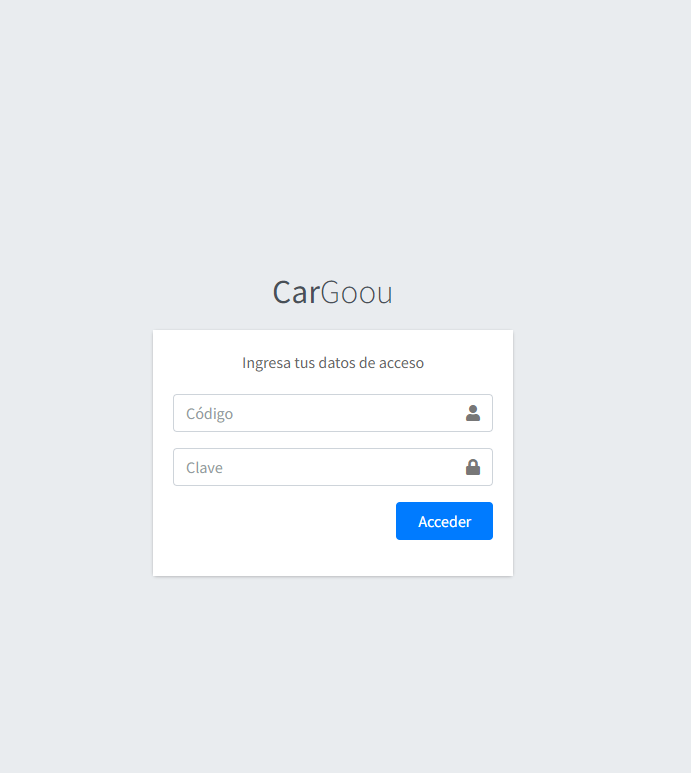 CarGoou
Ingresa tus datos de acceso
Código
Clave
Acceder